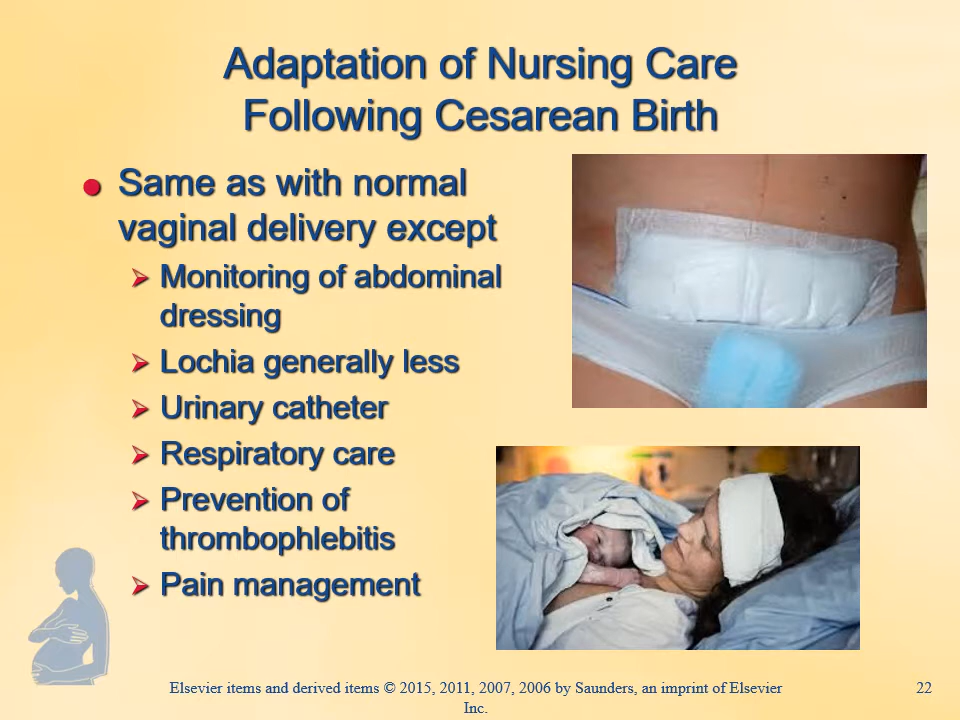 Adaptation of Nursing Care
Following Cesarean Birth
Same as with normal
vaginal delivery except
Monitoring of abdominal
dressing
Lochia generally less
Urinary catheter
Respiratory care
Prevention of
thrombophlebitis
Pain management
Elsevier items and derived items © 2015, 2011, 2007, 2006 by Saunders, an imprint of Elsevier
Inc.
22